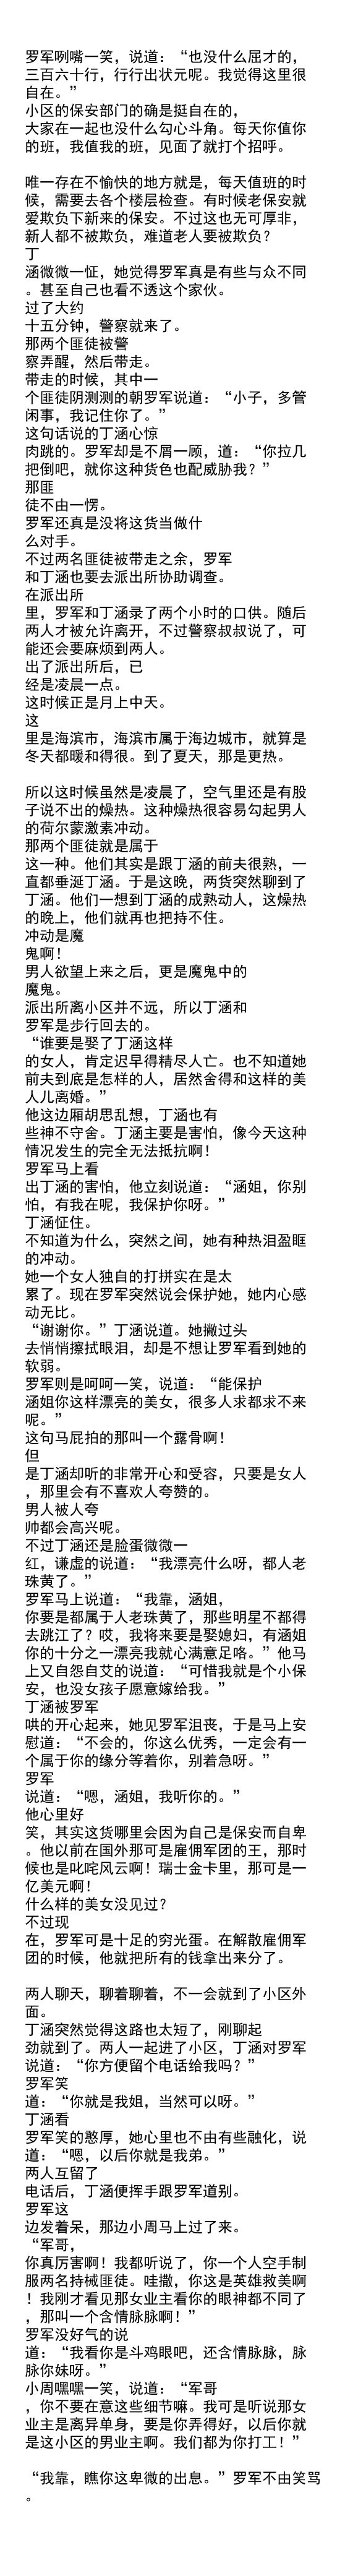 罗军咧嘴一笑，说道：“也没什么屈才的，
三百六十行，行行出状元呢。我觉得这里很
自在。”
小区的保安部门的确是挺自在的，
大家在一起也没什么勾心斗角。每天你值你
的班，我值我的班，见面了就打个招呼。
唯一存在不愉快的地方就是，每天值班的时
候，需要去各个楼层检查。有时候老保安就
爱欺负下新来的保安。不过这也无可厚非，
新人都不被欺负，难道老人要被欺负？
丁
涵微微一怔，她觉得罗军真是有些与众不同
。甚至自己也看不透这个家伙。
过了大约
十五分钟，警察就来了。
那两个匪徒被警
察弄醒，然后带走。
带走的时候，其中一
个匪徒阴测测的朝罗军说道：“小子，多管
闲事，我记住你了。”
这句话说的丁涵心惊
肉跳的。罗军却是不屑一顾，道：“你拉几
把倒吧，就你这种货色也配威胁我？”
那匪
徒不由一愣。
罗军还真是没将这货当做什
么对手。
不过两名匪徒被带走之余，罗军
和丁涵也要去派出所协助调查。
在派出所
里，罗军和丁涵录了两个小时的口供。随后
两人才被允许离开，不过警察叔叔说了，可
能还会要麻烦到两人。
出了派出所后，已
经是凌晨一点。
这时候正是月上中天。
这
里是海滨市，海滨市属于海边城市，就算是
冬天都暖和得很。到了夏天，那是更热。
所以这时候虽然是凌晨了，空气里还是有股
子说不出的燥热。这种燥热很容易勾起男人
的荷尔蒙激素冲动。
那两个匪徒就是属于
这一种。他们其实是跟丁涵的前夫很熟，一
直都垂涎丁涵。于是这晚，两货突然聊到了
丁涵。他们一想到丁涵的成熟动人，这燥热
的晚上，他们就再也把持不住。
冲动是魔
鬼啊！
男人欲望上来之后，更是魔鬼中的
魔鬼。
派出所离小区并不远，所以丁涵和
罗军是步行回去的。
“谁要是娶了丁涵这样
的女人，肯定迟早得精尽人亡。也不知道她
前夫到底是怎样的人，居然舍得和这样的美
人儿离婚。”
他这边厢胡思乱想，丁涵也有
些神不守舍。丁涵主要是害怕，像今天这种
情况发生的完全无法抵抗啊！
罗军马上看
出丁涵的害怕，他立刻说道：“涵姐，你别
怕，有我在呢，我保护你呀。”
丁涵怔住。
不知道为什么，突然之间，她有种热泪盈眶
的冲动。
她一个女人独自的打拼实在是太
累了。现在罗军突然说会保护她，她内心感
动无比。
“谢谢你。”丁涵说道。她撇过头
去悄悄擦拭眼泪，却是不想让罗军看到她的
软弱。
罗军则是呵呵一笑，说道：“能保护
涵姐你这样漂亮的美女，很多人求都求不来
呢。”
这句马屁拍的那叫一个露骨啊！
但
是丁涵却听的非常开心和受容，只要是女人
，那里会有不喜欢人夸赞的。
男人被人夸
帅都会高兴呢。
不过丁涵还是脸蛋微微一
红，谦虚的说道：“我漂亮什么呀，都人老
珠黄了。”
罗军马上说道：“我靠，涵姐，
你要是都属于人老珠黄了，那些明星不都得
去跳江了？哎，我将来要是娶媳妇，有涵姐
你的十分之一漂亮我就心满意足咯。”他马
上又自怨自艾的说道：“可惜我就是个小保
安，也没女孩子愿意嫁给我。”
丁涵被罗军
哄的开心起来，她见罗军沮丧，于是马上安
慰道：“不会的，你这么优秀，一定会有一
个属于你的缘分等着你，别着急呀。”
罗军
说道：“嗯，涵姐，我听你的。”
他心里好
笑，其实这货哪里会因为自己是保安而自卑
。他以前在国外那可是雇佣军团的王，那时
候也是叱咤风云啊！瑞士金卡里，那可是一
亿美元啊！
什么样的美女没见过？
不过现
在，罗军可是十足的穷光蛋。在解散雇佣军
团的时候，他就把所有的钱拿出来分了。
两人聊天，聊着聊着，不一会就到了小区外
面。
丁涵突然觉得这路也太短了，刚聊起
劲就到了。两人一起进了小区，丁涵对罗军
说道：“你方便留个电话给我吗？”
罗军笑
道：“你就是我姐，当然可以呀。”
丁涵看
罗军笑的憨厚，她心里也不由有些融化，说
道：“嗯，以后你就是我弟。”
两人互留了
电话后，丁涵便挥手跟罗军道别。
罗军这
边发着呆，那边小周马上过了来。
“军哥，
你真厉害啊！我都听说了，你一个人空手制
服两名持械匪徒。哇撒，你这是英雄救美啊
！我刚才看见那女业主看你的眼神都不同了
，那叫一个含情脉脉啊！”
罗军没好气的说
道：“我看你是斗鸡眼吧，还含情脉脉，脉
脉你妹呀。”
小周嘿嘿一笑，说道：“军哥
，你不要在意这些细节嘛。我可是听说那女
业主是离异单身，要是你弄得好，以后你就
是这小区的男业主啊。我们都为你打工！”
“我靠，瞧你这卑微的出息。”罗军不由笑骂
。